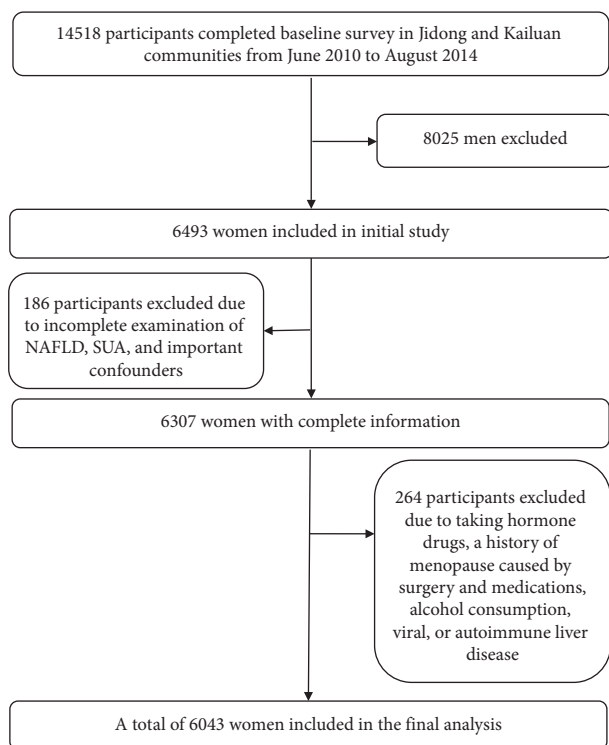 14518 participants completed baseline survey in Jidong and Kailuan
communities from June 2010 to August 2014
8025 men excluded
6493 women included in initial study
186 participants excluded due
to incomplete examination of
NAFLD, SUA, and important
confounders
6307 women with complete information
264 participants excluded
due to taking hormone
drugs, a history of
menopause caused by
surgery and medications,
alcohol consumption,
viral, or autoimmune liver
disease
A total of 6043 women included in the final analysis